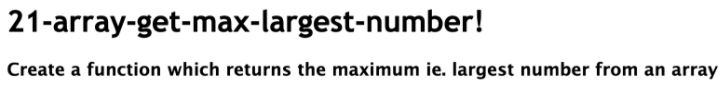 21-array-get-max-largest-number!
Create a function which returns the maximum ie. largest number from an array